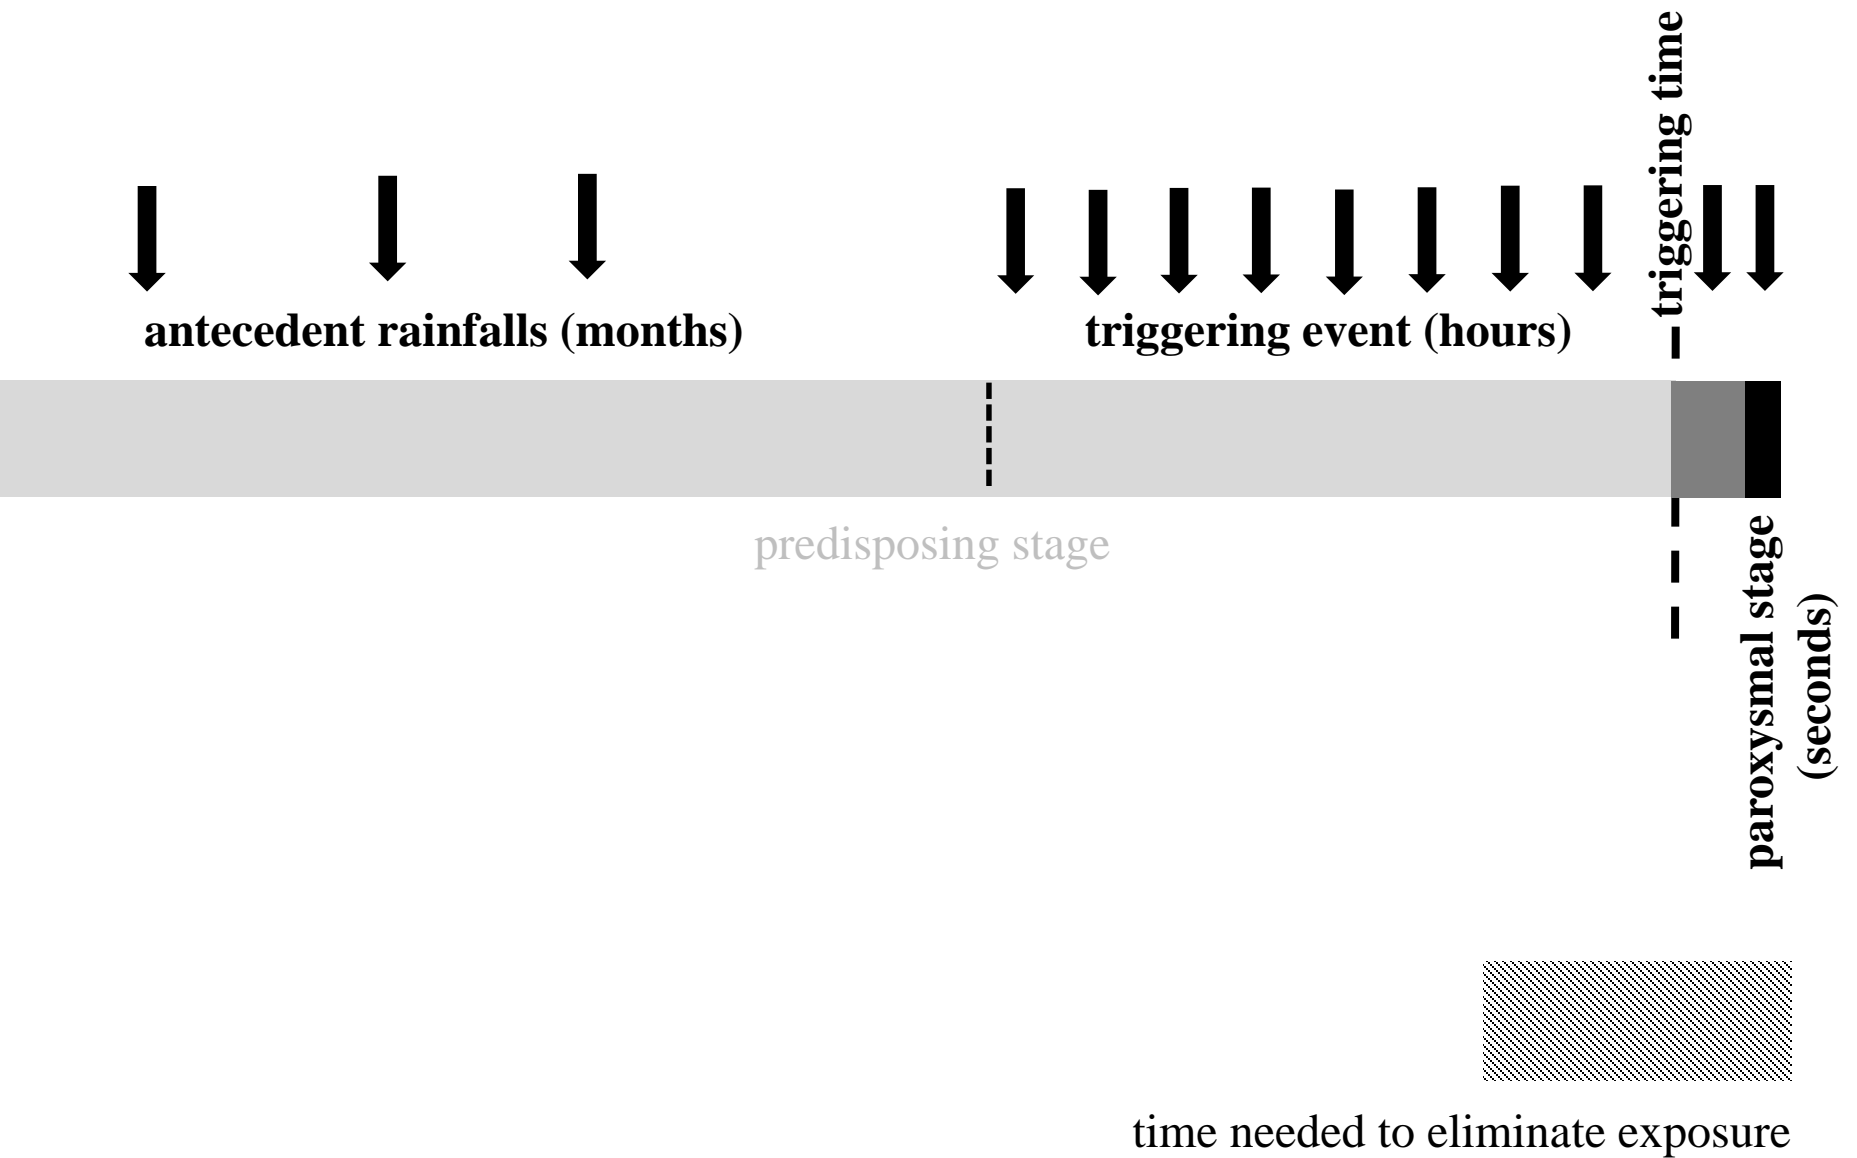 triggering time
antecedent rainfalls (months)
triggering event (hours)
predisposing stage
paroxysmal stage
(seconds)
time needed to eliminate exposure